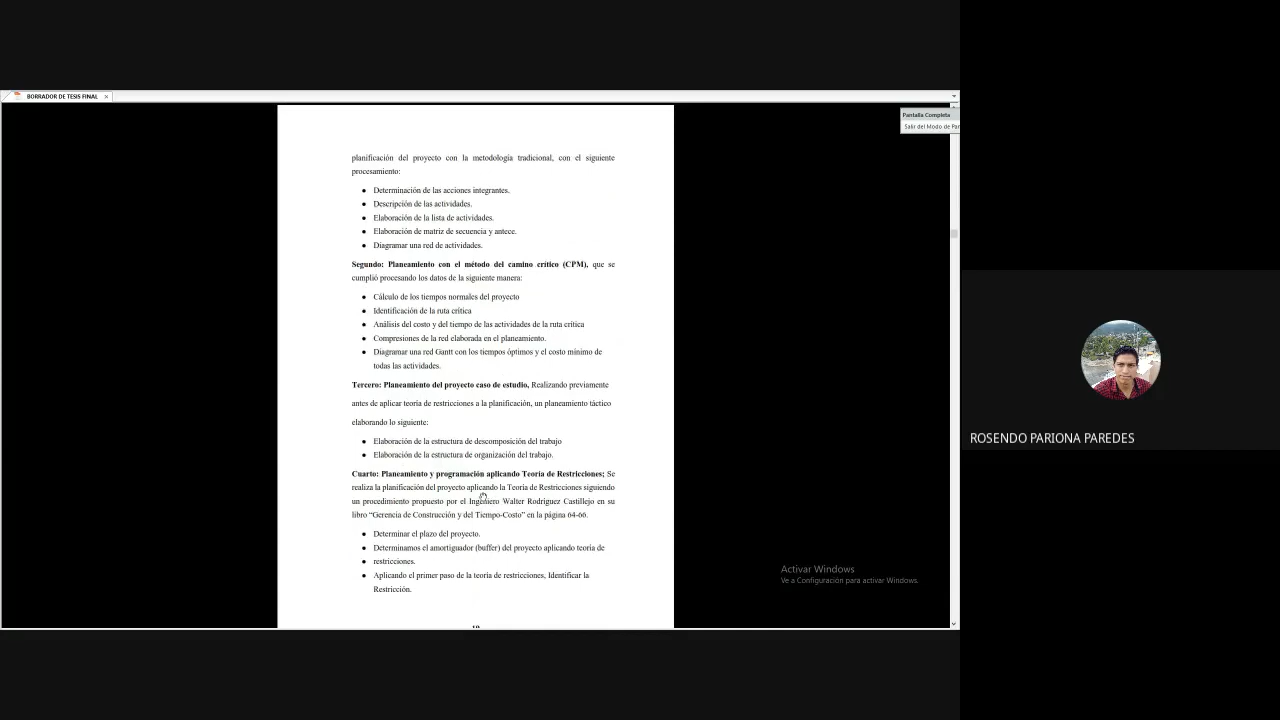 BORRADOR DE TESIS FINAL
Pantalla Completa
Salir del Modo de Par
planificación del proyecto con la metodología tradicional, con el siguiente
procesamiento:
● Determinación de las acciones integrantes.
● Descripción de las actividades.
● Elaboración de la lista de actividades.
● Elaboración de matriz de secuencia y antece.
● Diagramar una red de actividades.
Segundo: Planeamiento con el método del camino crítico (CPM), que se
cumplió procesando los datos de la siguiente manera:
● Cálculo de los tiempos normales del proyecto
● Identificación de la ruta crítica
● Análisis del costo y del tiempo de las actividades de la ruta crítica
● Compresiones de la red elaborada en el planeamiento.
● Diagramar una red Gantt con los tiempos óptimos y el costo mínimo de
todas las actividades.
Tercero: Planeamiento del proyecto caso de estudio, Realizando previamente
antes de aplicar teoría de restricciones a la planificación, un planeamiento táctico
elaborando lo siguiente:
● Elaboración de la estructura de descomposición del trabajo
● Elaboración de la estructura de organización del trabajo.
Cuarto: Planeamiento y programación aplicando Teoría de Restricciones; Se
realiza la planificación del proyecto aplicando la Teoría de Restricciones siguiendo
un procedimiento propuesto por el Ingeniero Walter Rodríguez Castillejo en su
libro “Gerencia de Construcción y del Tiempo-Costo” en la página 64-66.
● Determinar el plazo del proyecto.
● Determinamos el amortiguador (buffer) del proyecto aplicando teoría de
● restricciones.
● Aplicando el primer paso de la teoría de restricciones, Identificar la
Restricción.
Activar Windows
Ve a Configuración para activar Windows.
ROSENDO PARIONA PAREDES